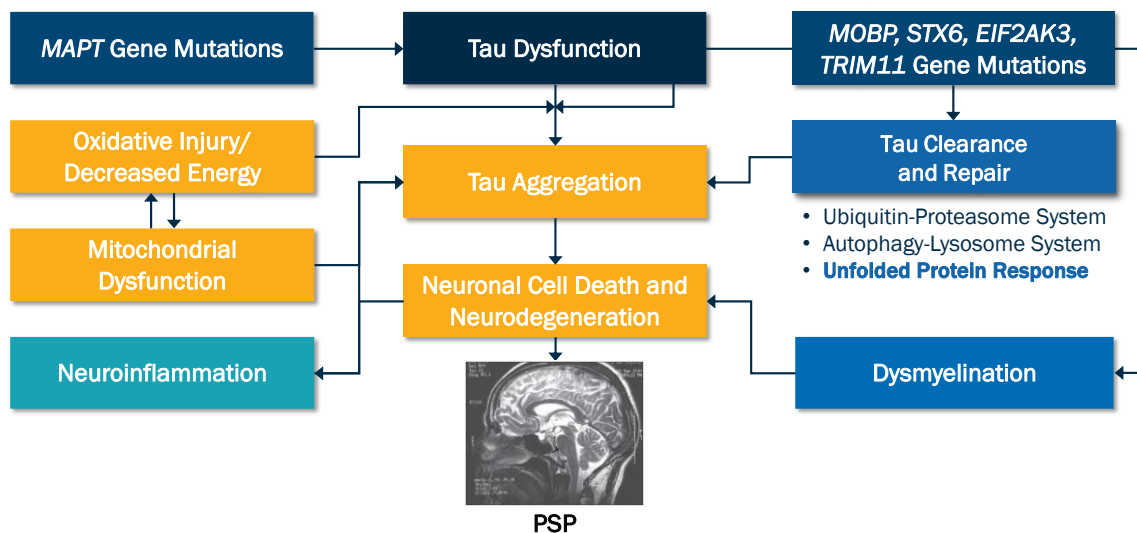 MAPT Gene Mutations
Tau Dysfunction
MOBP, STX6, EIF2AK3,
TRIM11 Gene Mutations
Oxidative Injury/
Decreased Energy
Tau Aggregation
Tau Clearance
and Repair
• Ubiquitin-Proteasome System
• Autophagy-Lysosome System
• Unfolded Protein Response
Mitochondrial
Dysfunction
Neuronal Cell Death and
Neurodegeneration
Neuroinflammation
Dysmyelination
PSP